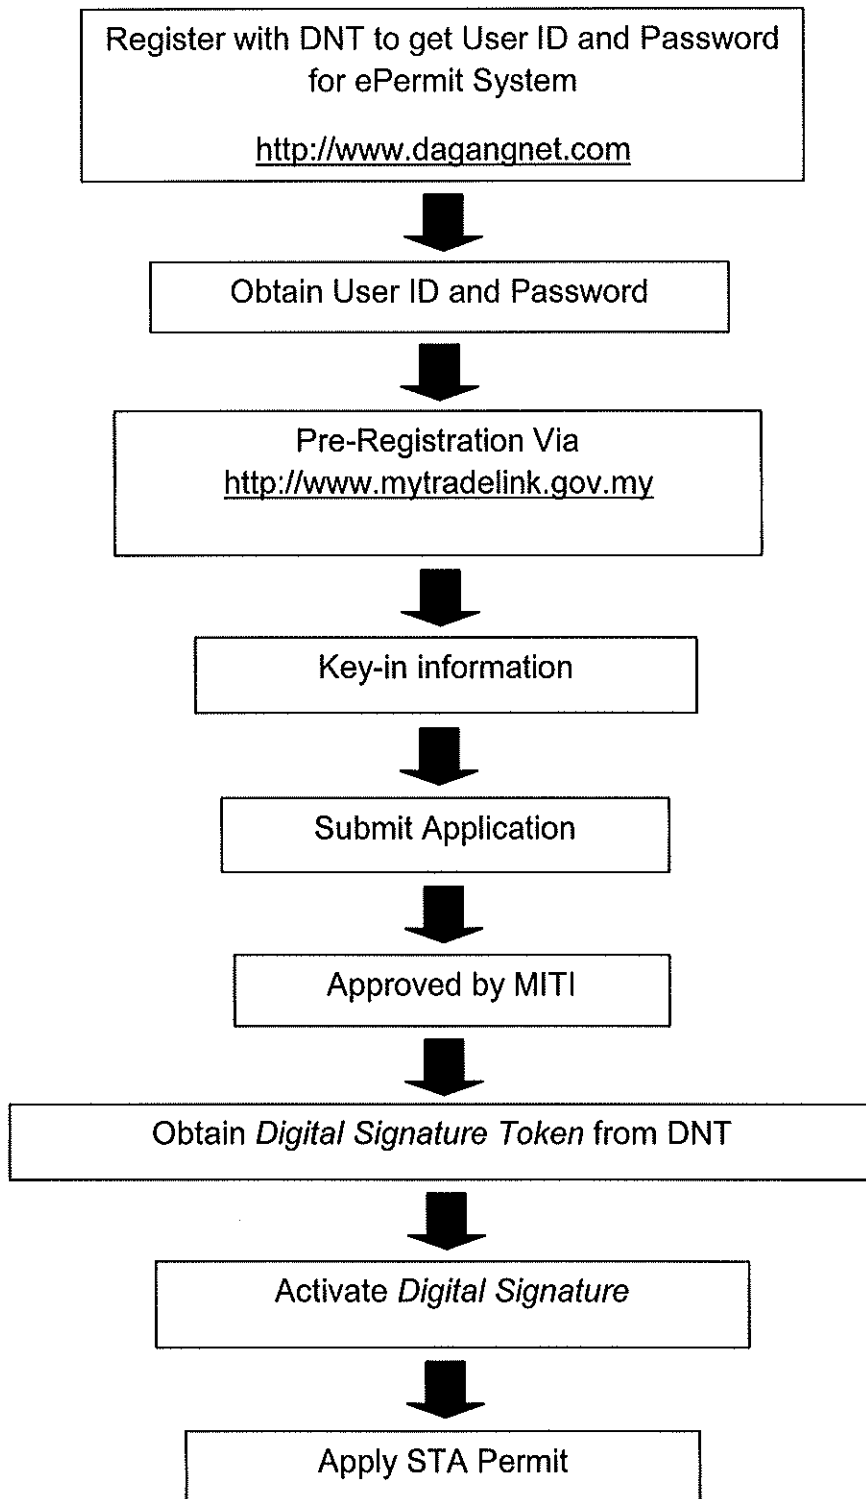 Register with DNT to get User ID and Password
for ePermit System
http://www.dagangnet.com
Obtain User ID and Password
Pre-Registration Via
http://www.mytradelink.gov.my
Key-in information
Submit Application
Approved by MITI
Obtain Digital Signature Token from DNT
Activate Digital Signature
Apply STA Permit